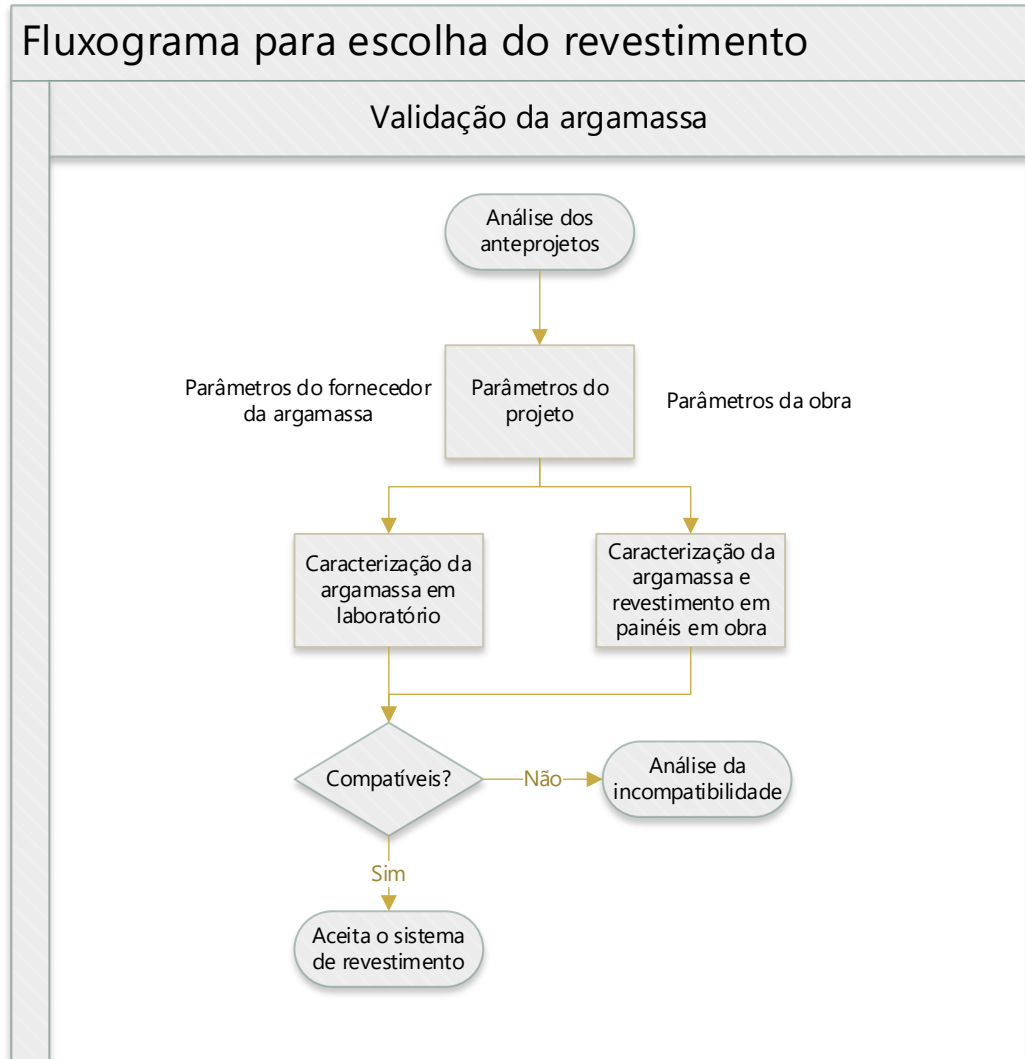 Fluxograma para escolha do revestimento
Validação da argamassa
Análise dos
anteprojetos
Parâmetros do fornecedor
da argamassa
Parâmetros do
projeto
Parâmetros da obra
Caracterização da
argamassa em
laboratório
Caracterização da
argamassa e
revestimento em
painéis em obra
Compatíveis?
Não
Análise da
incompatibilidade
Sim
Aceita o sistema
de revestimento